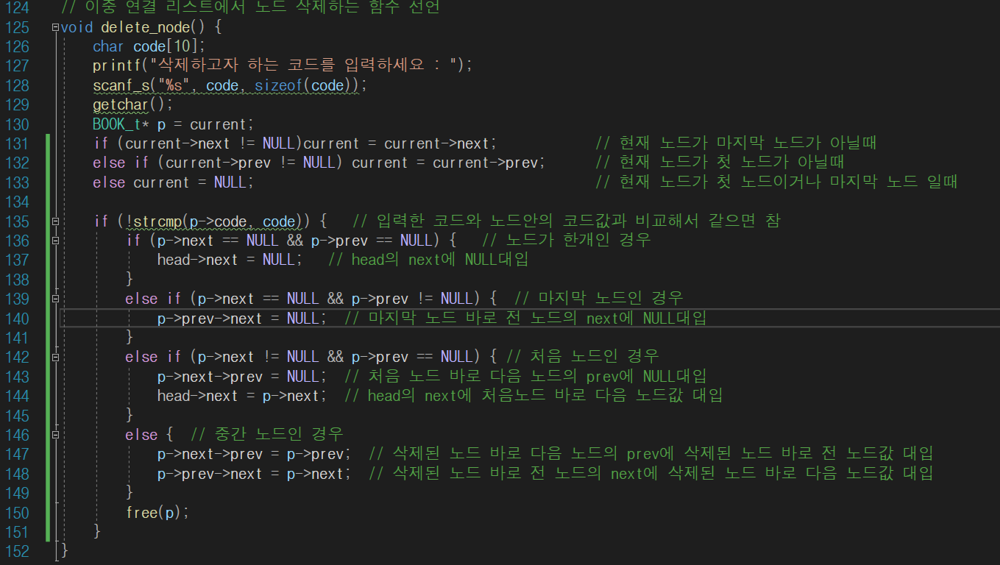 124 // 이중 연결 리스트에서 노드 삭제하는 함수 선언
125 void delete_node() {
126 char code[10];
127 printf("삭제하고자 하는 코드를 입력하세요 : ");
128 scanf_s("%s", code, sizeof(code));
129 getchar();
130 BOOK_t* p = current;
131 if (current->next != NULL)current = current->next; // 현재 노드가 마지막 노드가 아닐때
132 else if (current->prev != NULL) current = current->prev; // 현재 노드가 첫 노드가 아닐때
133 else current = NULL; // 현재 노드가 첫 노드이거나 마지막 노드 일때
134
135 if (!strcmp(p->code, code)) { // 입력한 코드와 노드안의 코드값과 비교해서 같으면 참
136 if (p->next == NULL && p->prev == NULL) { // 노드가 한개인 경우
137 head->next = NULL; // head의 next에 NULL대입
138 }
139 else if (p->next == NULL && p->prev != NULL) { // 마지막 노드인 경우
140 p->prev->next = NULL; // 마지막 노드 바로 전 노드의 next에 NULL대입
141 }
142 else if (p->next != NULL && p->prev == NULL) { // 처음 노드인 경우
143 p->next->prev = NULL; // 처음 노드 바로 다음 노드의 prev에 NULL대입
144 head->next = p->next; // head의 next에 처음노드 바로 다음 노드값 대입
145 }
146 else { // 중간 노드인 경우
147 p->next->prev = p->prev; // 삭제된 노드 바로 다음 노드의 prev에 삭제된 노드 바로 전 노드값 대입
148 p->prev->next = p->next; // 삭제된 노드 바로 전 노드의 next에 삭제된 노드 바로 다음 노드값 대입
149 }
150 free(p);
151 }
152 }